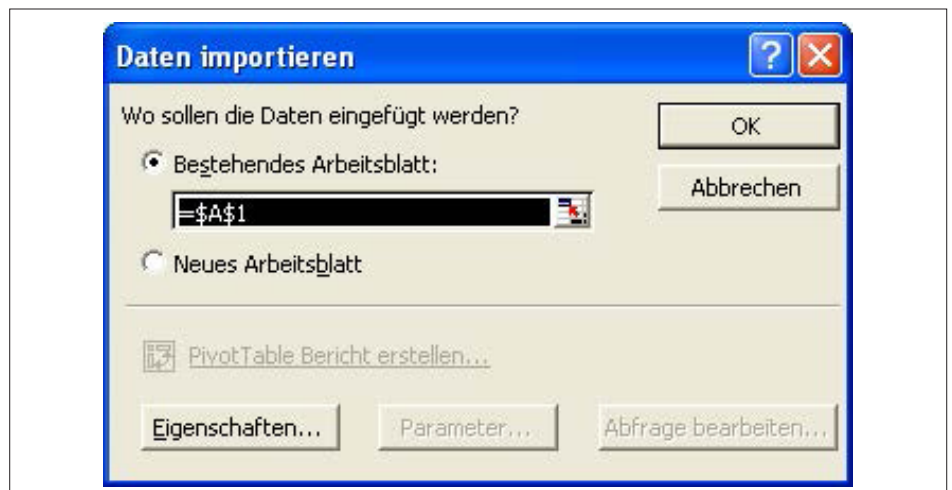 Daten importieren
Wo sollen die Daten eingefügt werden?
OK
Bestehendes Arbeitsblatt:
Abbrechen
=$A$1
Neues Arbeitsblatt
PivotTable Bericht erstellen...
Eigenschaften... Parameter... Abfrage bearbeiten...